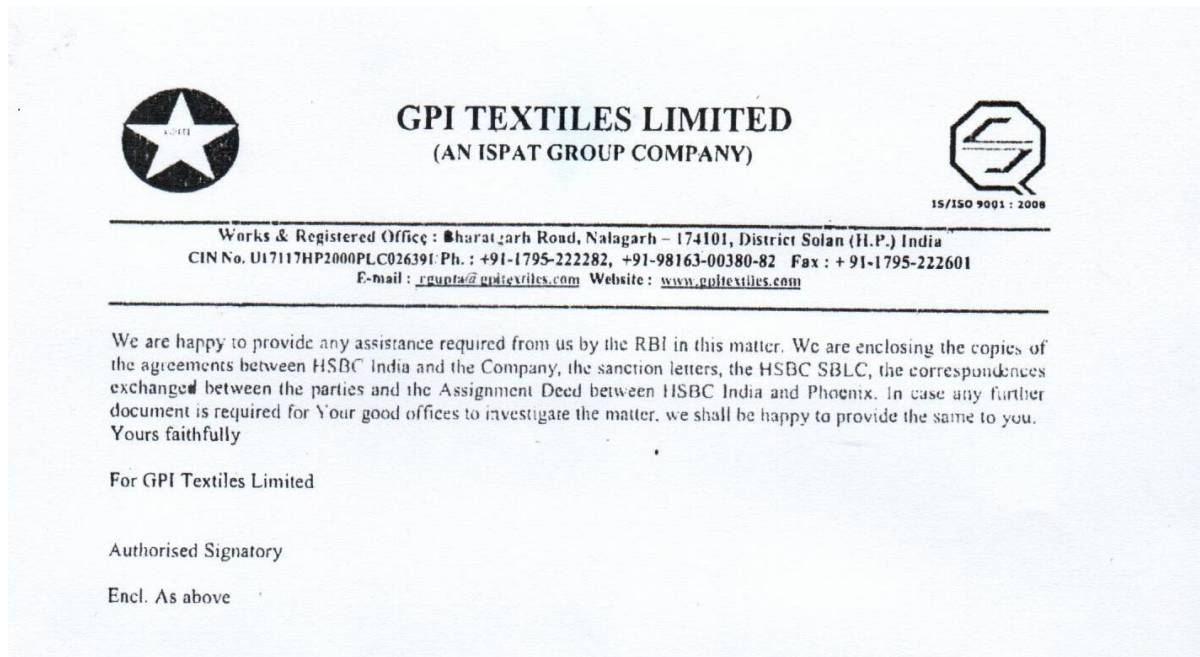 GPI TEXTILES LIMITED
(AN ISPAT GROUP COMPANY)
IS/ISO 9001 : 2008
Works & Registered Office : Bharatgarh Road, Nalagarh – 174101, District Solan (H.P.) India
CIN No. U17117HP2000PLC026391 Ph. : +91-1795-222282, +91-98163-00380-82 Fax : + 91-1795-222601
E-mail : rgupta@gpitextiles.com Website : www.gpitextiles.com
We are happy to provide any assistance required from us by the RBI in this matter. We are enclosing the copies of
the agreements between HSBC India and the Company, the sanction letters, the HSBC SBLC, the correspondences
exchanged between the parties and the Assignment Deed between HSBC India and Phoenix. In case any further
document is required for Your good offices to investigate the matter, we shall be happy to provide the same to you.
Yours faithfully
For GPI Textiles Limited
Authorised Signatory
Encl. As above